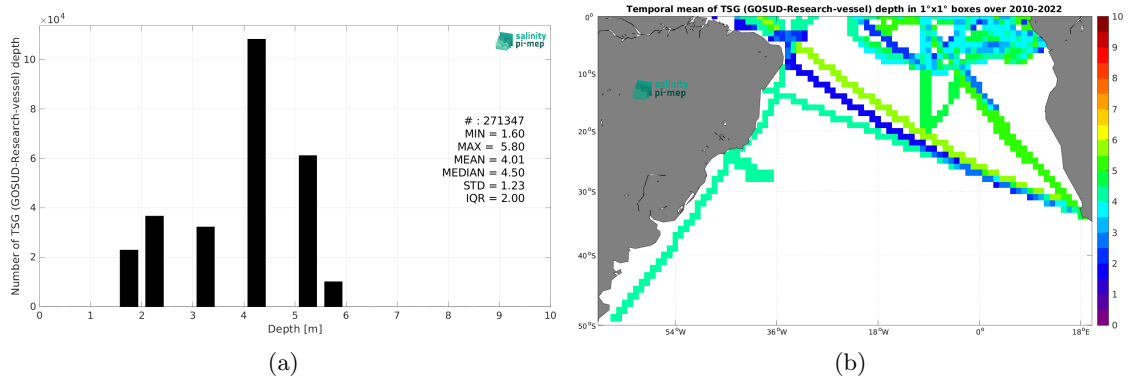 ×10⁴
Number of TSG (GOSUD-Research-vessel) depth
10
8
6
4
2
0
0 1 2 3 4 5 6 7 8 9 10
Depth [m]
salinity
pi-mep
# : 271347
MIN = 1.60
MAX = 5.80
MEAN = 4.01
MEDIAN = 4.50
STD = 1.23
IQR = 2.00
(a)
Temporal mean of TSG (GOSUD-Research-vessel) depth in 1°x1° boxes over 2010-2022
0°
10°S
20°S
30°S
40°S
50°S
54°W 36°W 18°W 0° 18°E
salinity
pi-mep
10
9
8
7
6
5
4
3
2
1
0
(b)